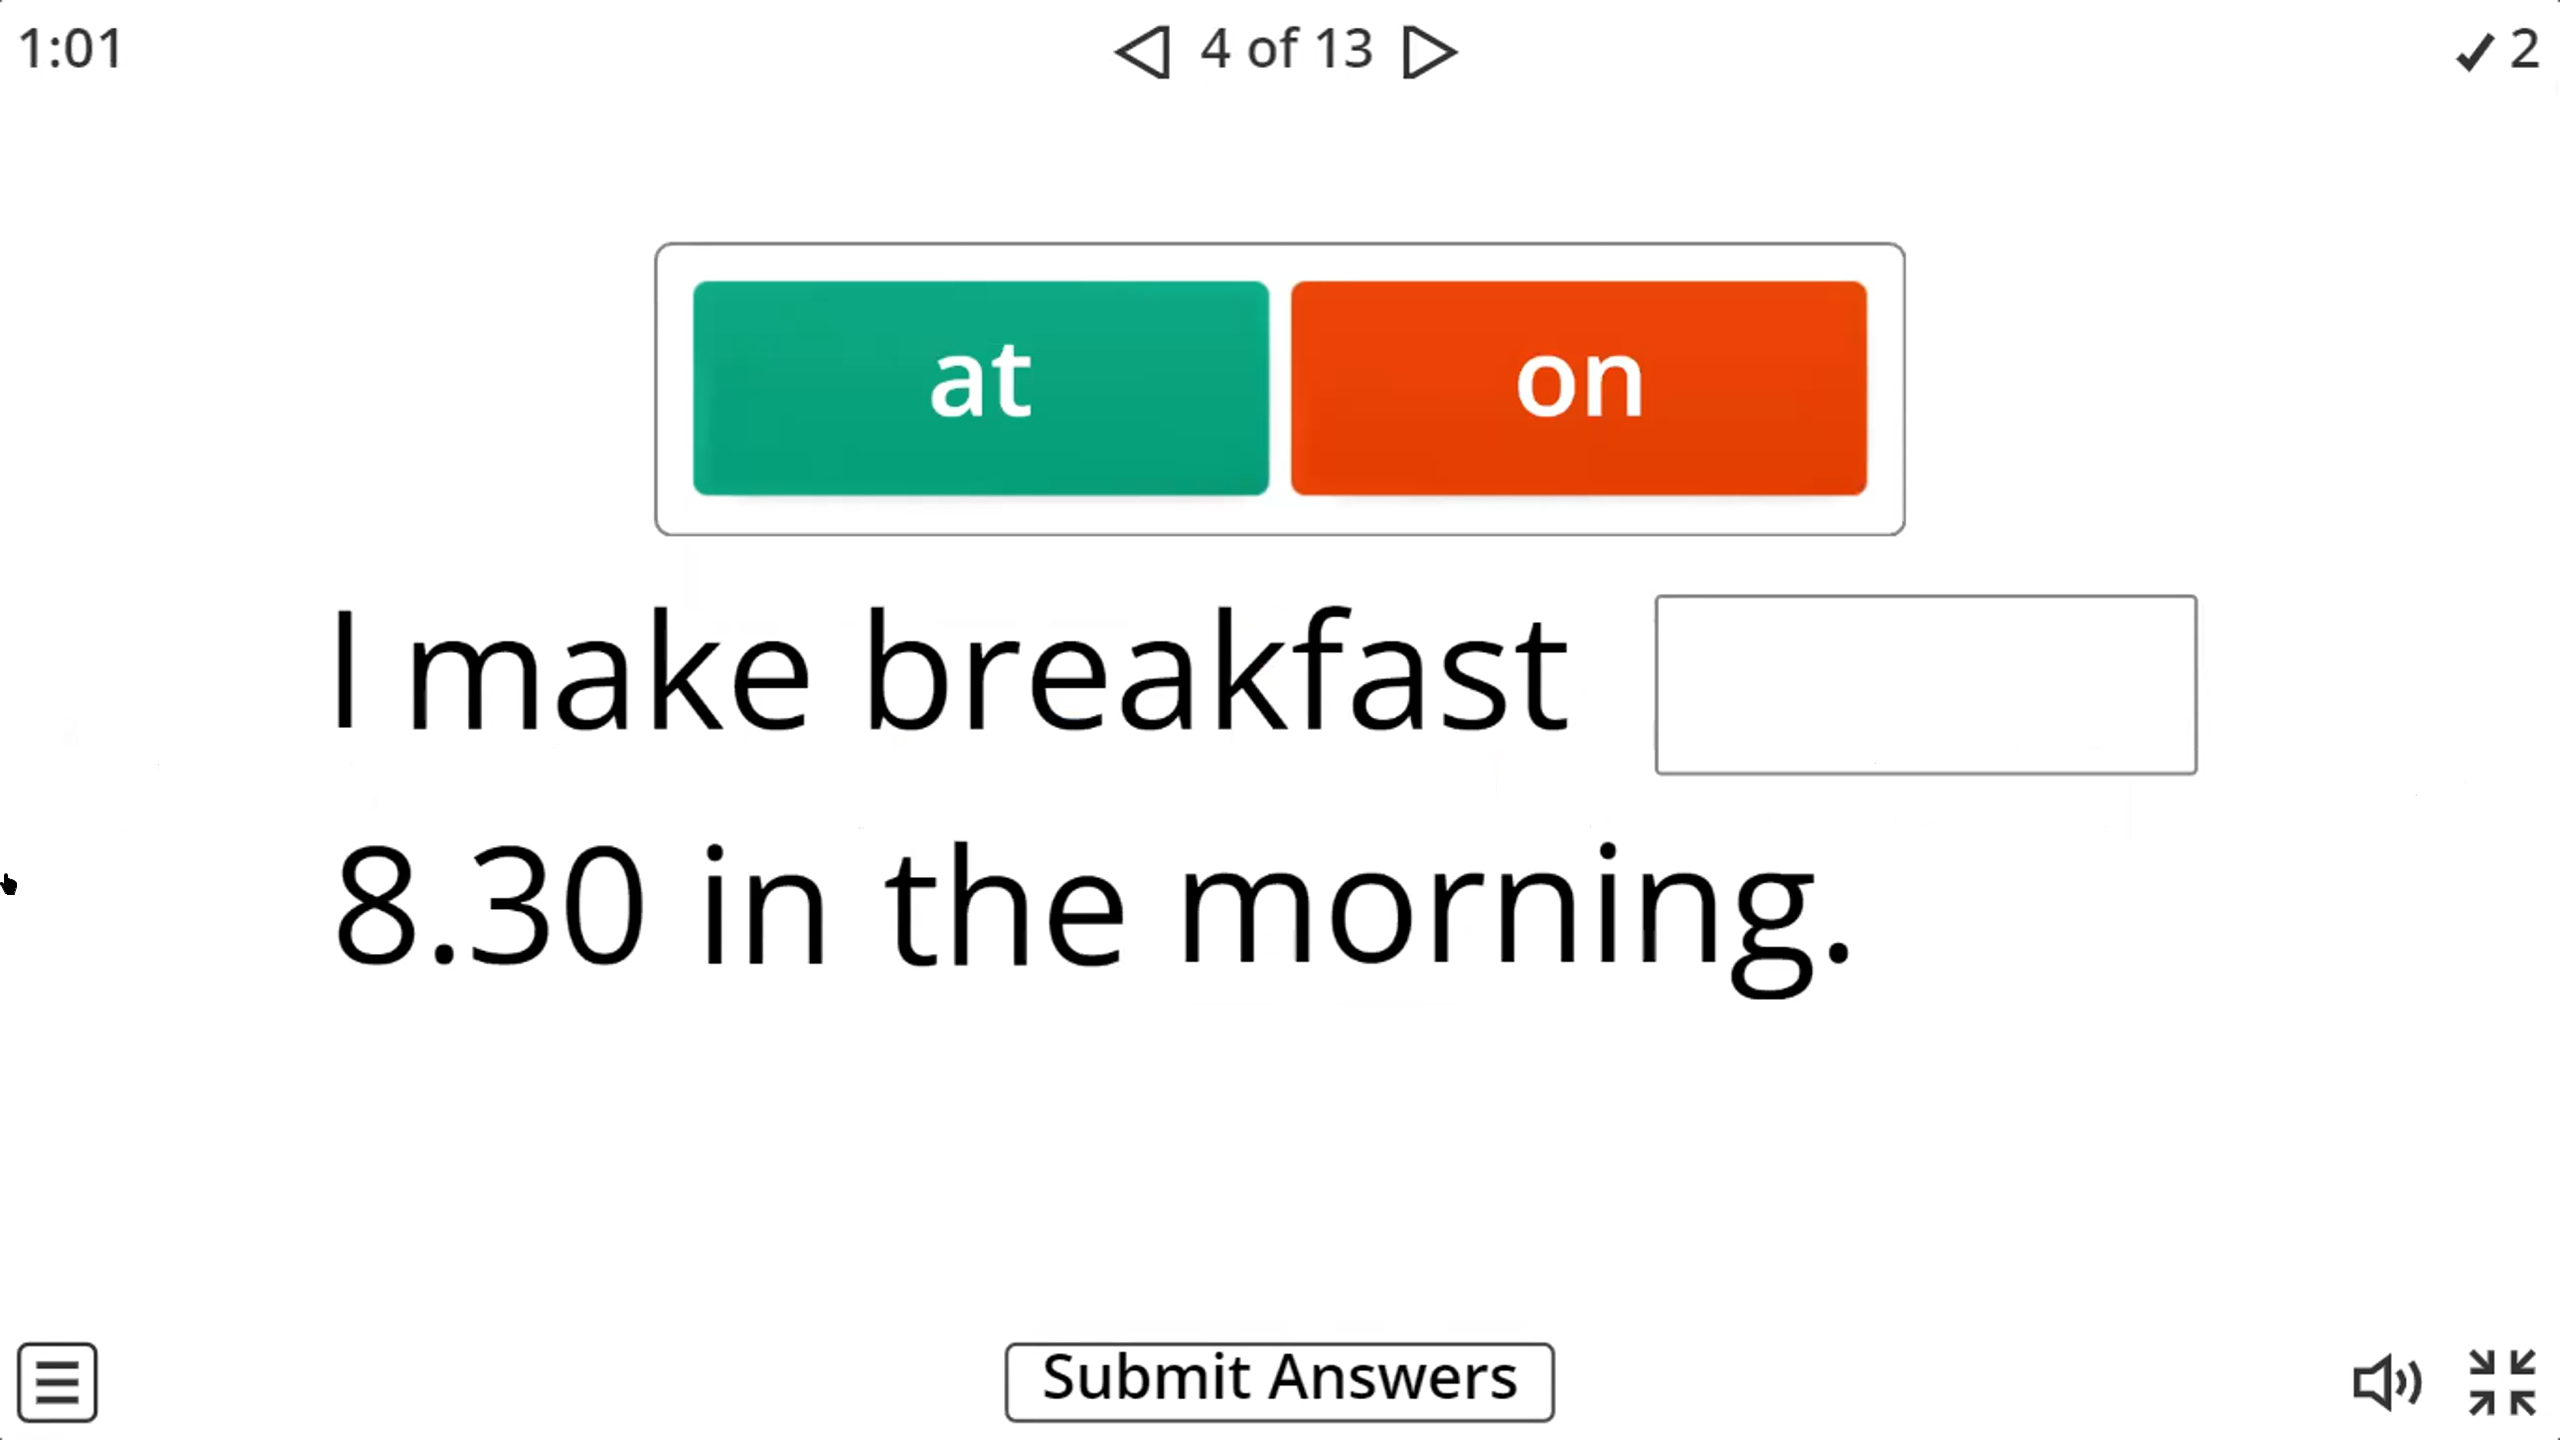 1:01
4 of 13
2
at
on
I make breakfast
8.30 in the morning.
Submit Answers